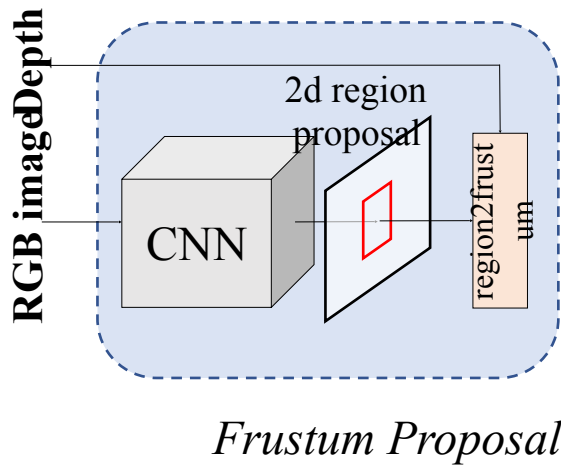 Depth
RGB image
2d region
proposal
CNN
region2frust
um
Frustum Proposal